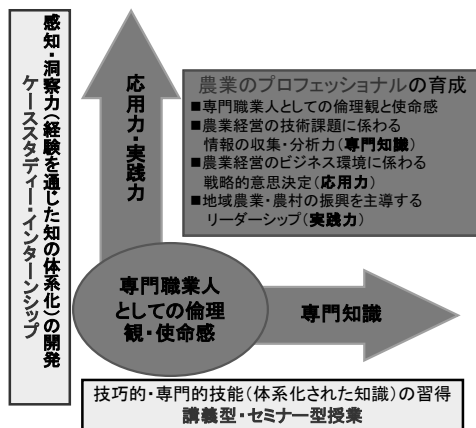 感知・洞察力(経験を通じた知の体系化)の開発
ケーススタディー・インターンシップ
応用力・実践力
農業のプロフェッショナルの育成
■専門職業人としての倫理観と使命感
■農業経営の技術課題に係わる
情報の収集・分析力(専門知識)
■農業経営のビジネス環境に係わる
戦略的意思決定(応用力)
■地域農業・農村の振興を主導する
リーダーシップ(実践力)
専門職業人
としての倫理
観・使命感
専門知識
技巧的・専門的技能(体系化された知識)の習得
講義型・セミナー型授業